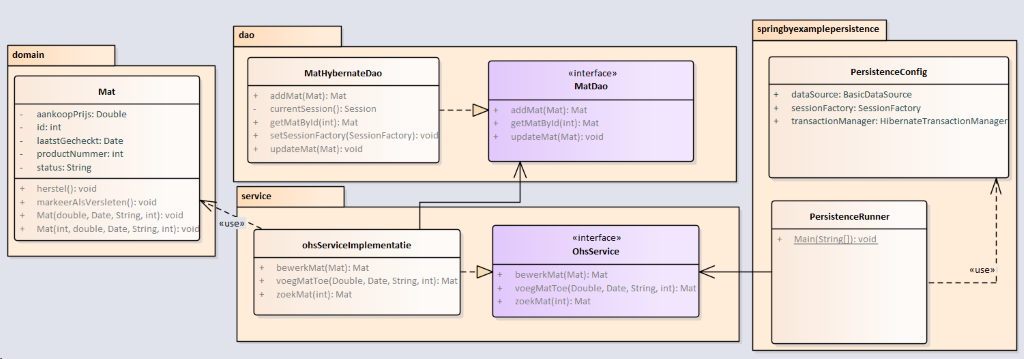 domain
Mat
- aankoopPrijs: Double
- id: int
- laatstGecheckt: Date
- productNummer: int
- status: String
+ herstel(): void
+ markeerAlsVersleten(): void
+ Mat(double, Date, String, int): void
+ Mat(int, double, Date, String, int): void
«use»
dao
MatHybernateDao
+ addMat(Mat): Mat
- currentSession(): Session
+ getMatById(int): Mat
+ setSessionFactory(SessionFactory): void
+ updateMat(Mat): void
«interface»
MatDao
+ addMat(Mat): Mat
+ getMatById(int): Mat
+ updateMat(Mat): void
service
ohsServiceImplementatie
+ bewerkMat(Mat): Mat
+ voegMatToe(Double, Date, String, int): Mat
+ zoekMat(int): Mat
«interface»
OhsService
+ bewerkMat(Mat): Mat
+ voegMatToe(Double, Date, String, int): Mat
+ zoekMat(int): Mat
springbyexamplepersistence
PersistenceConfig
+ dataSource: BasicDataSource
+ sessionFactory: SessionFactory
+ transactionManager: HibernateTransactionManager
PersistenceRunner
+ Main(String[]): void
«use»